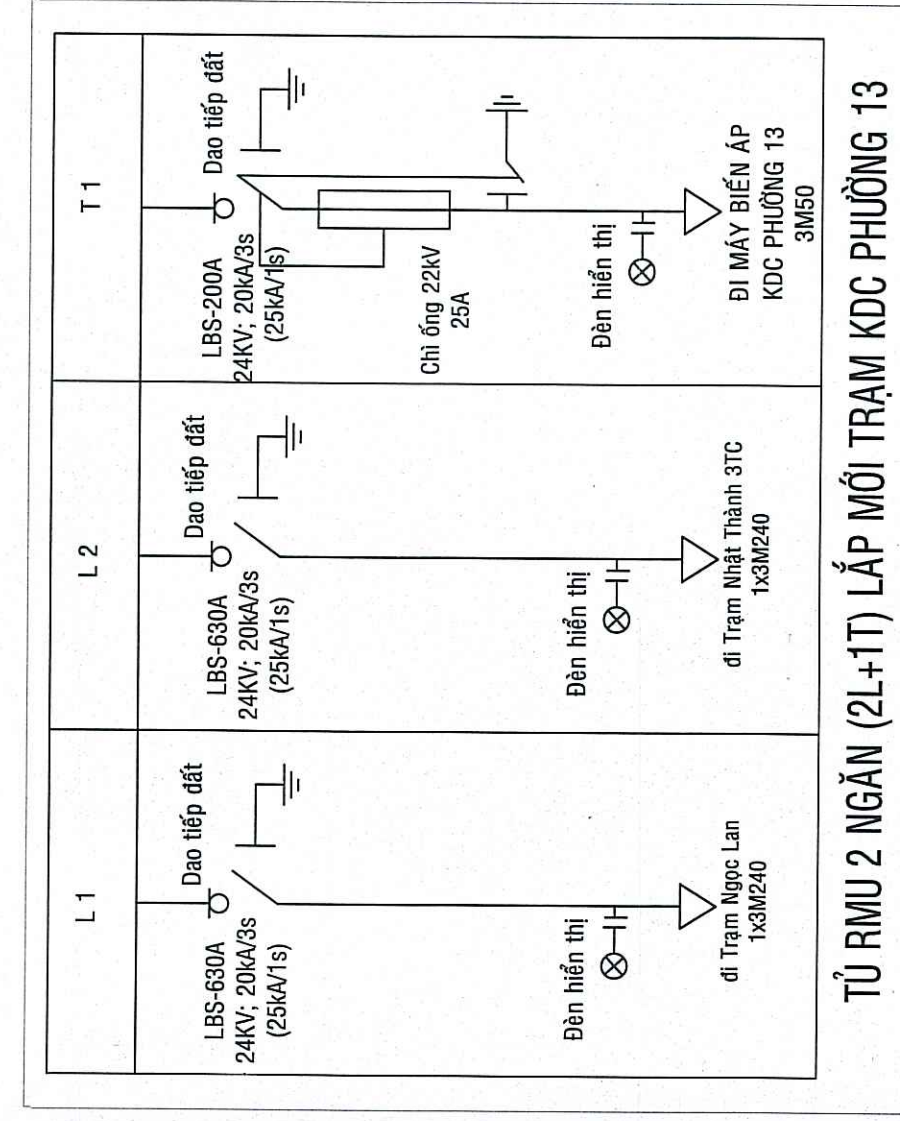 L 1
L 2
T 1
Dao tiếp đất
LBS-630A
24KV; 20kA/3s
(25kA/1s)
Đèn hiển thị
đi Trạm Ngọc Lan
1x3M240
Dao tiếp đất
LBS-630A
24KV; 20kA/3s
(25kA/1s)
Đèn hiển thị
đi Trạm Nhật Thành 3TC
1x3M240
Dao tiếp đất
LBS-200A
24KV; 20kA/3s
(25kA/1s)
Chì ống 22kV
25A
Đèn hiển thị
ĐI MÁY BIẾN ÁP
KDC PHƯỜNG 13
3M50
TỦ RMU 2 NGĂN (2L+1T) LẮP MỚI TRẠM KDC PHƯỜNG 13